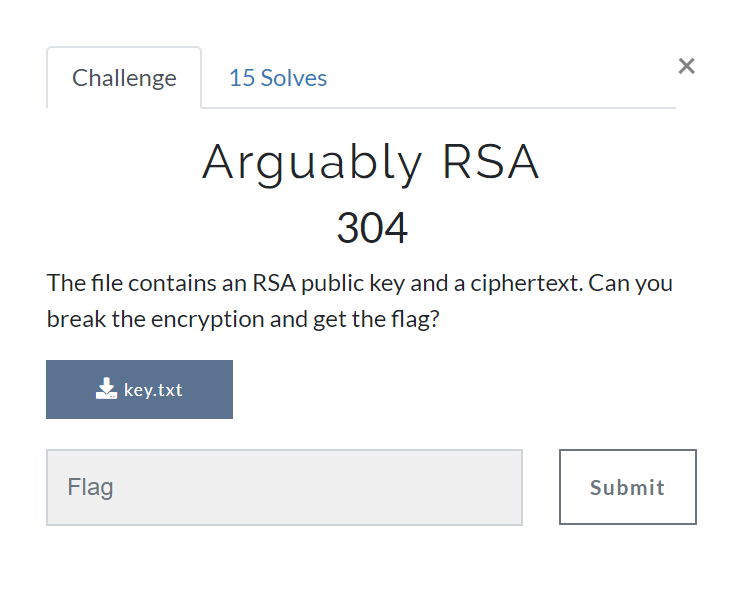 Challenge
15 Solves
×
Arguably RSA
304
The file contains an RSA public key and a ciphertext. Can you
break the encryption and get the flag?
key.txt
Flag
Submit